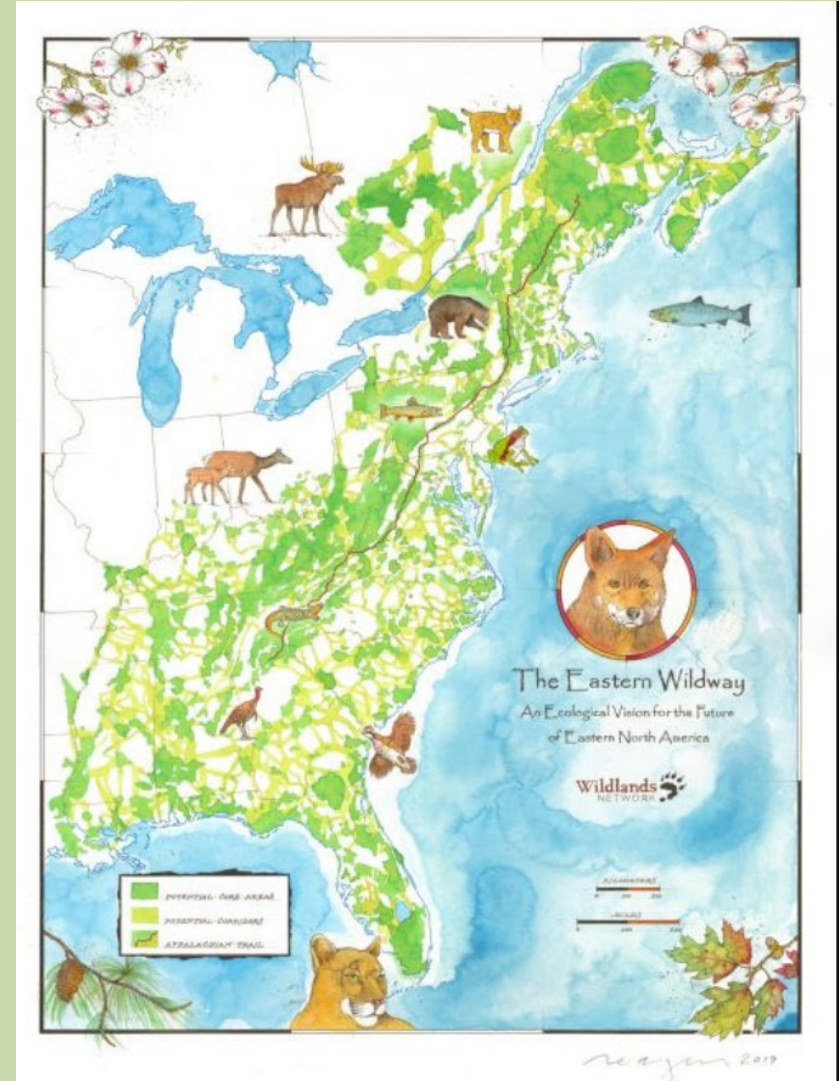 The Eastern Wildway
An Ecological Vision for the Future
of Eastern North America
Wildlands
NETWORK
POTENTIAL CORE AREAS
POTENTIAL CORRIDORS
APPALACHIAN TRAIL
KILOMETERS
MILES
2019